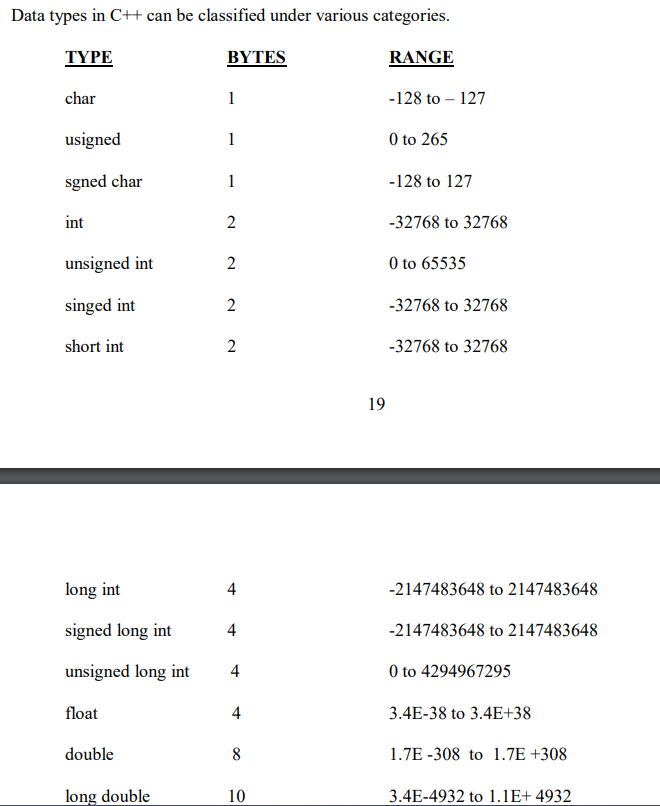 Data types in C++ can be classified under various categories.
TYPE BYTES RANGE
char 1 -128 to – 127
usigned 1 0 to 265
sgned char 1 -128 to 127
int 2 -32768 to 32768
unsigned int 2 0 to 65535
singed int 2 -32768 to 32768
short int 2 -32768 to 32768
19
long int 4 -2147483648 to 2147483648
signed long int 4 -2147483648 to 2147483648
unsigned long int 4 0 to 4294967295
float 4 3.4E-38 to 3.4E+38
double 8 1.7E -308 to 1.7E +308
long double 10 3.4E-4932 to 1.1E+ 4932